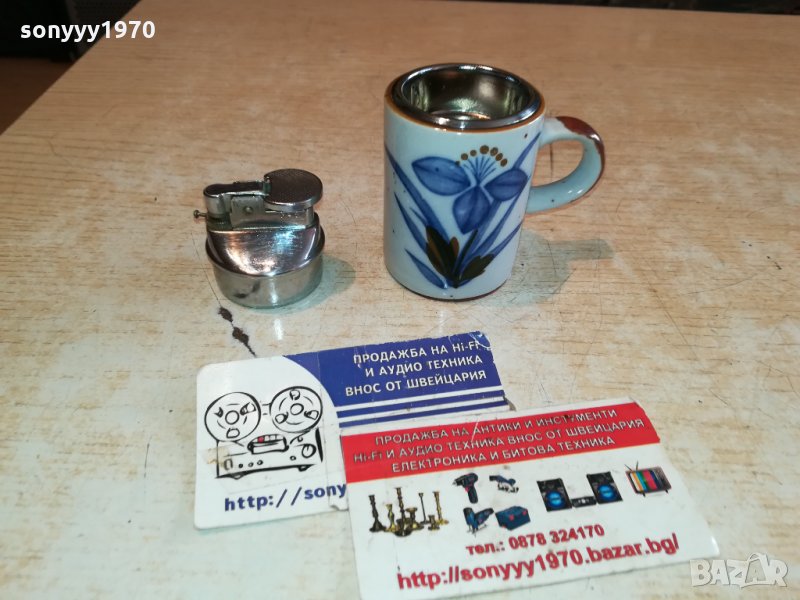 sonyyy1970
ПРОДАЖБА НА Hi-Fi
И АУДИО ТЕХНИКА
ВНОС ОТ ШВЕЙЦАРИЯ
http://sony
ПРОДАЖБА НА АНТИКИ И ИНСТРУМЕНТИ
Hi-Fi И АУДИО ТЕХНИКА ВНОС ОТ ШВЕЙЦАРИЯ
ЕЛЕКТРОНИКА И БИТОВА ТЕХНИКА
тел.: 0878 324170
http://sonyyy1970.bazar.bg/
BAZAR